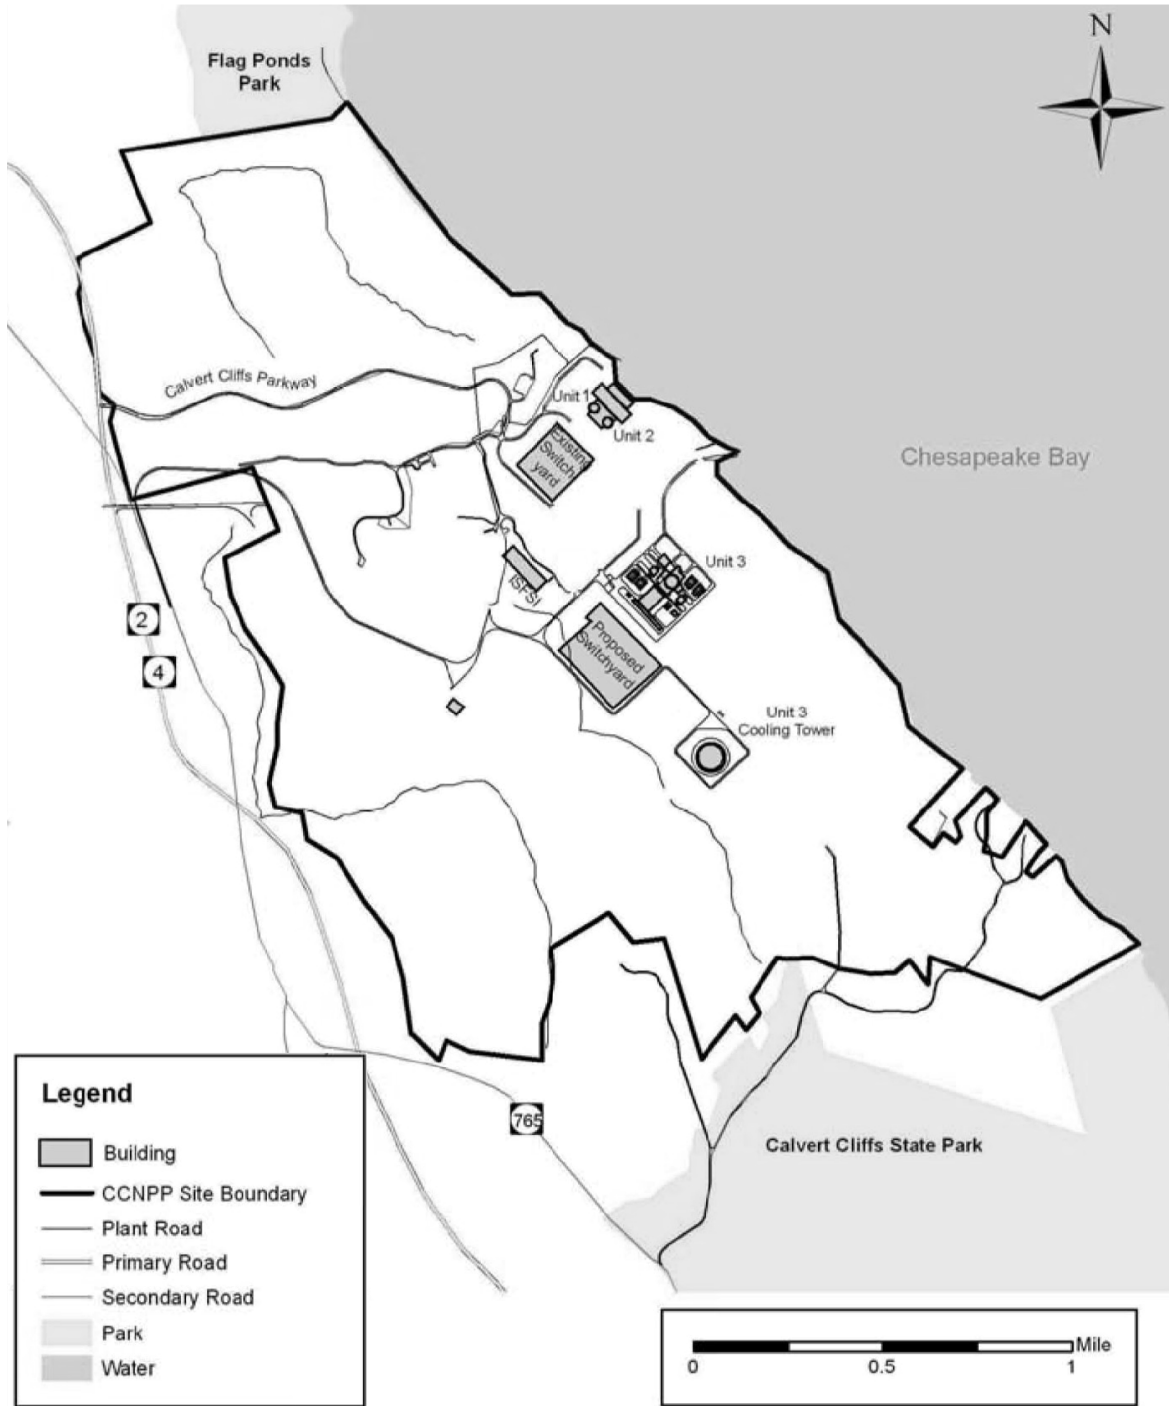 Flag Ponds
Park
N
Calvert Cliffs Parkway
Unit 1
Unit 2
Existing
Switch
yard
Chesapeake Bay
Unit 3
ISFSI
Proposed
Switchyard
2
4
Unit 3
Cooling Tower
765
Calvert Cliffs State Park
Legend
Building
CCNPP Site Boundary
Plant Road
Primary Road
Secondary Road
Park
Water
Mile
0 0.5 1